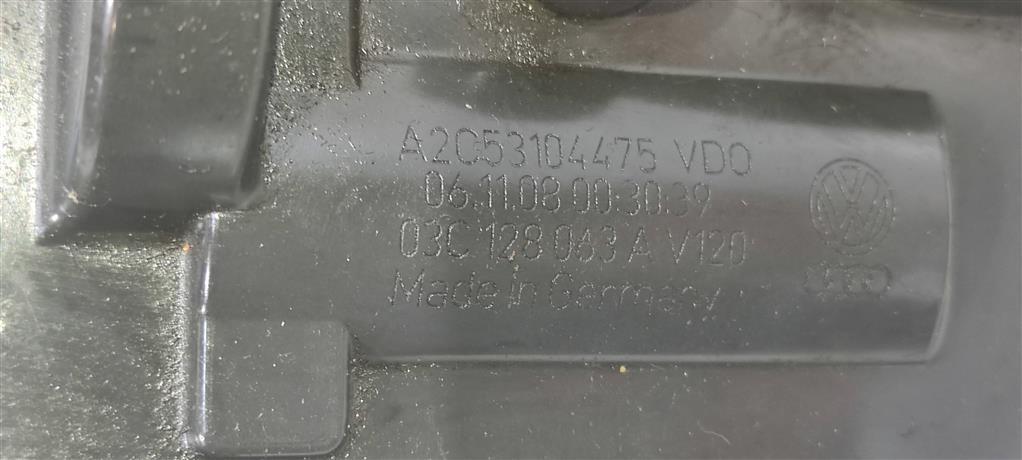 A2C53104475 VDO
06.11.08 00:30:39
03C 128 063 A V120
Made in Germany